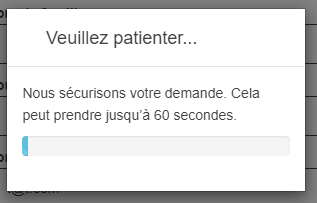 Veuillez patienter...
Nous sécurisons votre demande. Cela
peut prendre jusqu'à 60 secondes.